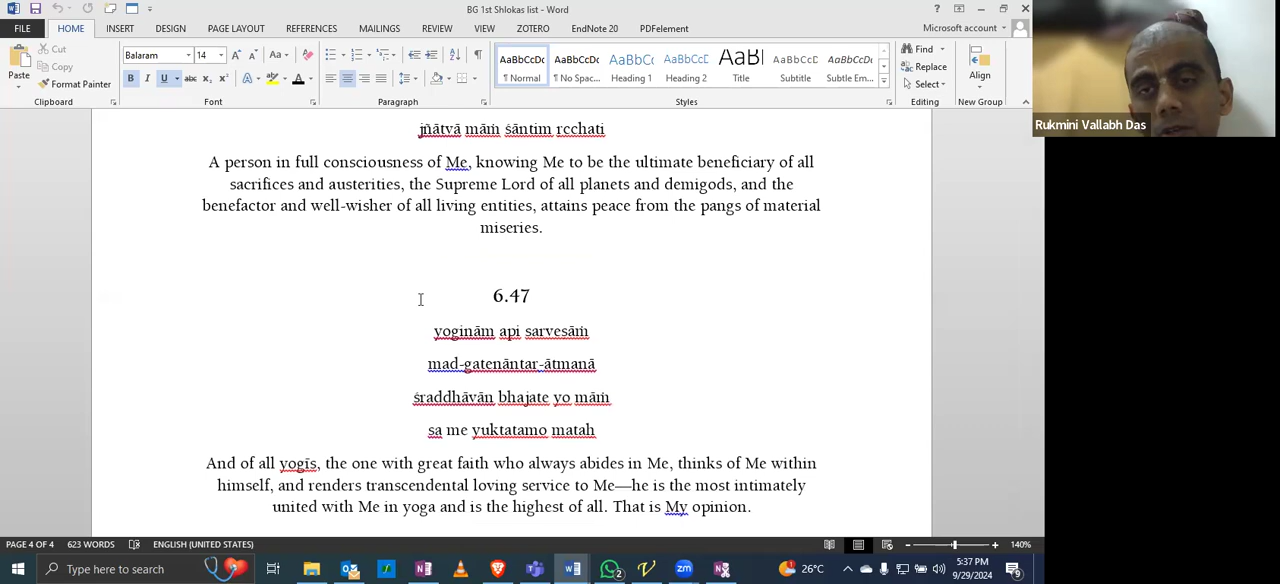 BG 1st Shlokas list - Word
Microsoft account
FILE HOME INSERT DESIGN PAGE LAYOUT REFERENCES MAILINGS REVIEW VIEW ZOTERO EndNote 20 PDFelement
Paste
Cut
Copy
Format Painter
Clipboard
Balaram 14
Font
Paragraph
AaBbCcDc AaBbCcDc AaBbCc AaBbCc AaBl AaBbCcD AaBbCcDc
¶ Normal ¶ No Spac... Heading 1 Heading 2 Title Subtitle Subtle Em...
Styles
Find
Replace
Select
Editing
Align
New Group
Rukmini Vallabh Das
jñātvā māṁ śāntim rcchati
A person in full consciousness of Me, knowing Me to be the ultimate beneficiary of all
sacrifices and austerities, the Supreme Lord of all planets and demigods, and the
benefactor and well-wisher of all living entities, attains peace from the pangs of material
miseries.
6.47
yoginām api sarvesāṁ
mad-gatenāntar-ātmanā
śraddhāvān bhajate yo māṁ
sa me yuktatamo matah
And of all yogīs, the one with great faith who always abides in Me, thinks of Me within
himself, and renders transcendental loving service to Me—he is the most intimately
united with Me in yoga and is the highest of all. That is My opinion.
PAGE 4 OF 4 623 WORDS ENGLISH (UNITED STATES) 140%
Type here to search
26°C
5:37 PM
9/29/2024